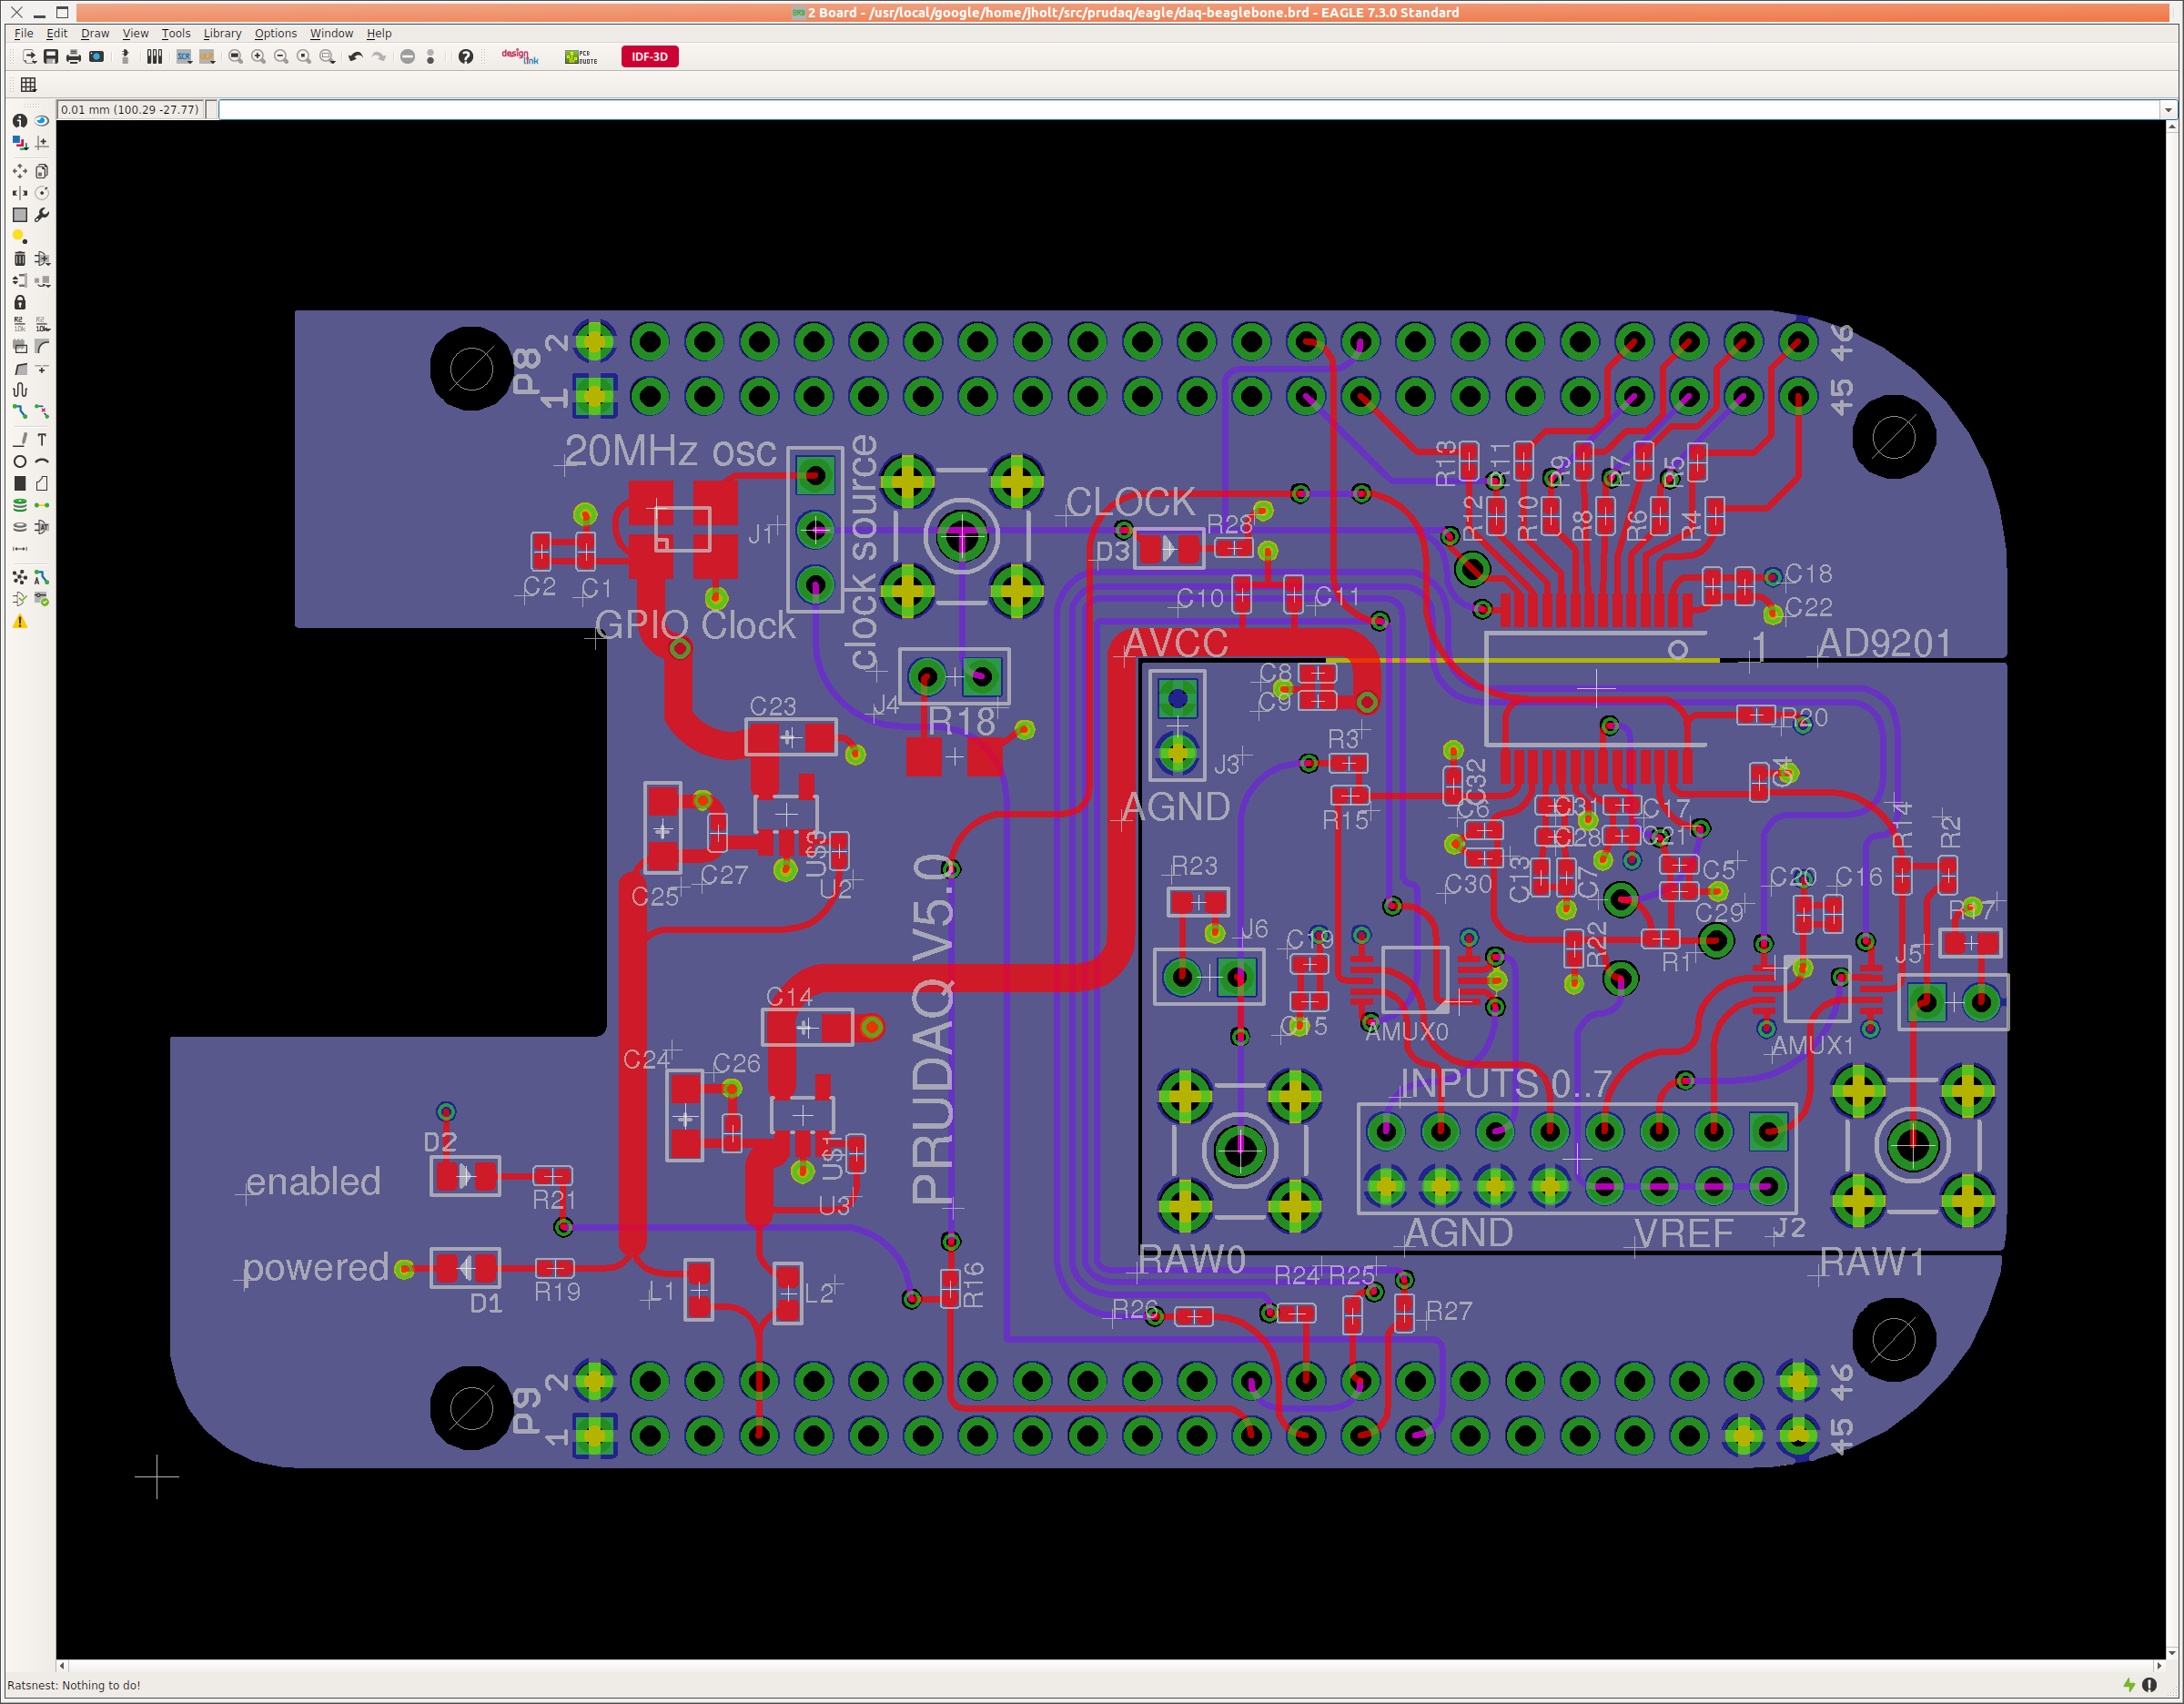 2 Board - /usr/local/google/home/jholt/src/prudaq/eagle/daq-beaglebone.brd - EAGLE 7.3.0 Standard
File Edit Draw View Tools Library Options Window Help
design link
PCB QUOTE
IDF-3D
0.01 mm (100.29 -27.77)
P8
2
1
46
45
20MHz osc
clock source
CLOCK
J1
R28
D3
R13
R11
R9
R7
R5
R12
R10
R8
R6
R4
C2
C1
C10
C11
C18
C22
GPIO Clock
AVCC
1
AD9201
C8
C9
J4
R18
C23
R20
R3
J3
C32
C4
AGND
R15
C6
C31
C17
R14
R2
C28
C21
US3
U2
C27
C25
R23
C30
C13
C7
C5
C29
C20
C16
R17
PRUDAQ V5.0
J6
C19
R22
R1
J5
C14
C15
AMUX0
AMUX1
C24
C26
INPUTS 0..7
D2
enabled
R21
US1
U3
AGND
VREF
J2
RAW0
RAW1
powered
D1
R19
L1
L2
R16
R24
R25
R26
R27
P9
2
1
46
45
Ratsnest: Nothing to do!